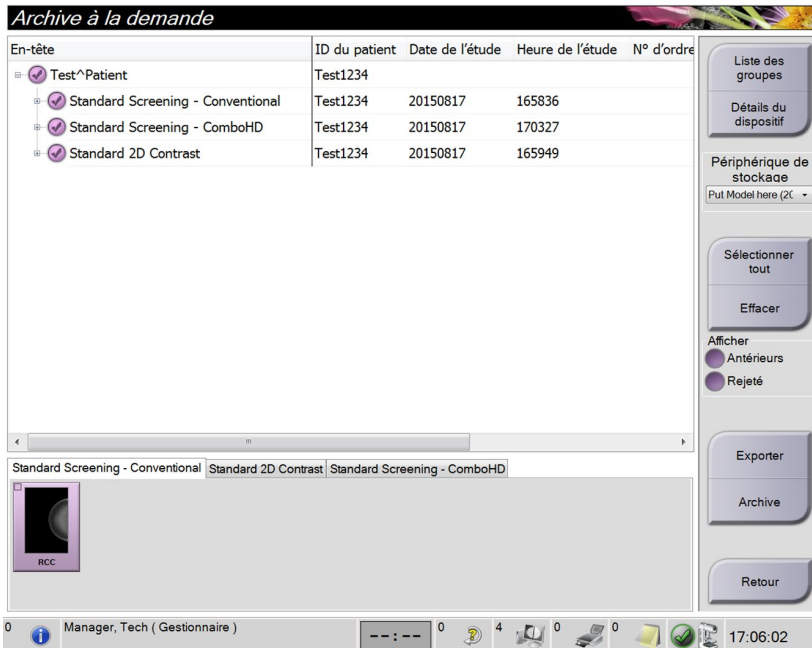 Archive à la demande
En-tête ID du patient Date de l'étude Heure de l'étude N° d'ordre
Test^Patient Test1234
Standard Screening - Conventional Test1234 20150817 165836
Standard Screening - ComboHD Test1234 20150817 170327
Standard 2D Contrast Test1234 20150817 165949
Liste des
groupes
Détails du
dispositif
Périphérique de
stockage
Put Model here (20
Sélectionner
tout
Effacer
Afficher
Antérieurs
Rejeté
Exporter
Archive
Retour
Standard Screening - Conventional Standard 2D Contrast Standard Screening - ComboHD
RCC
0 Manager, Tech ( Gestionnaire ) --:-- 0 4 0 0 17:06:02